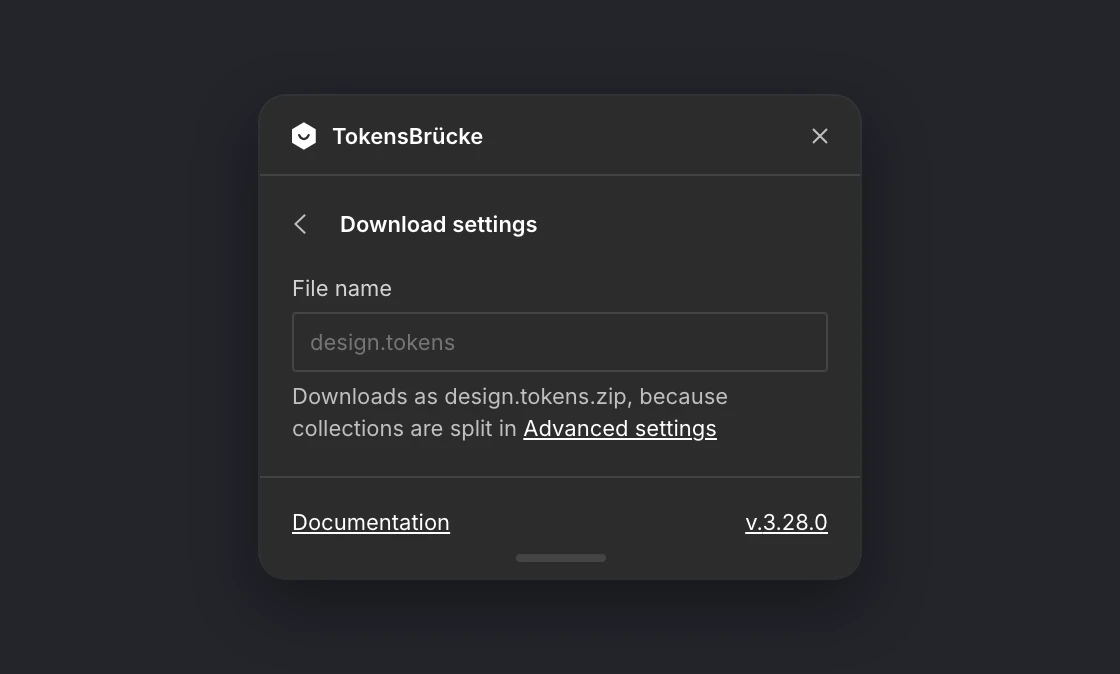 TokensBrücke
Download settings
File name
design.tokens
Downloads as design.tokens.zip, because
collections are split in Advanced settings
Documentation
v.3.28.0